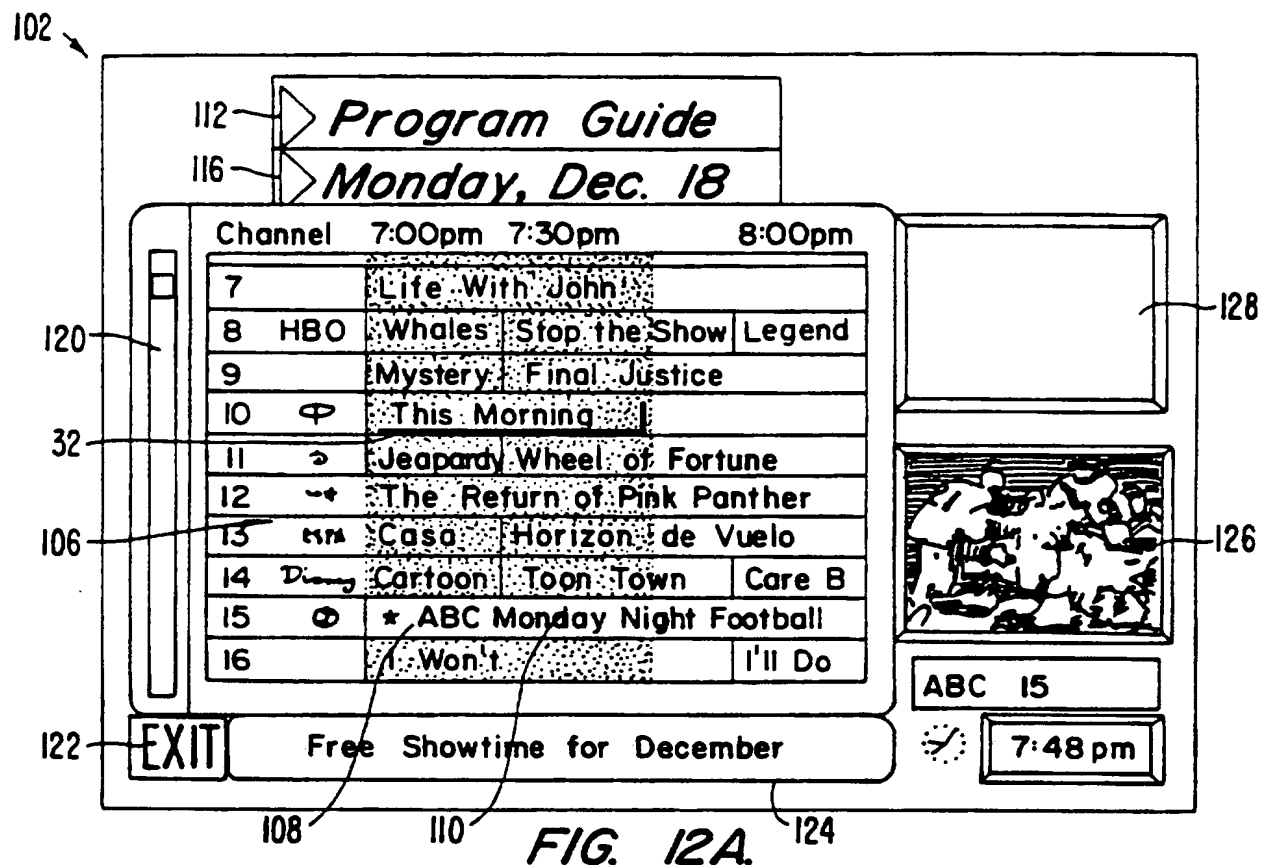 102
112
Program Guide
116
Monday, Dec. 18
Channel 7:00pm 7:30pm 8:00pm
7 Life With John
8 HBO Whales Stop the Show Legend
128
120
9 Mystery Final Justice
10 This Morning
32
11 Jeapardy Wheel of Fortune
12 The Return of Pink Panther
106
13 Casa Horizon de Vuelo
126
14 Disney Cartoon Toon Town Care B
15 * ABC Monday Night Football
16 I Won't I'll Do
ABC 15
122
EXIT
Free Showtime for December
7:48 pm
108 110 124
FIG. 12A.